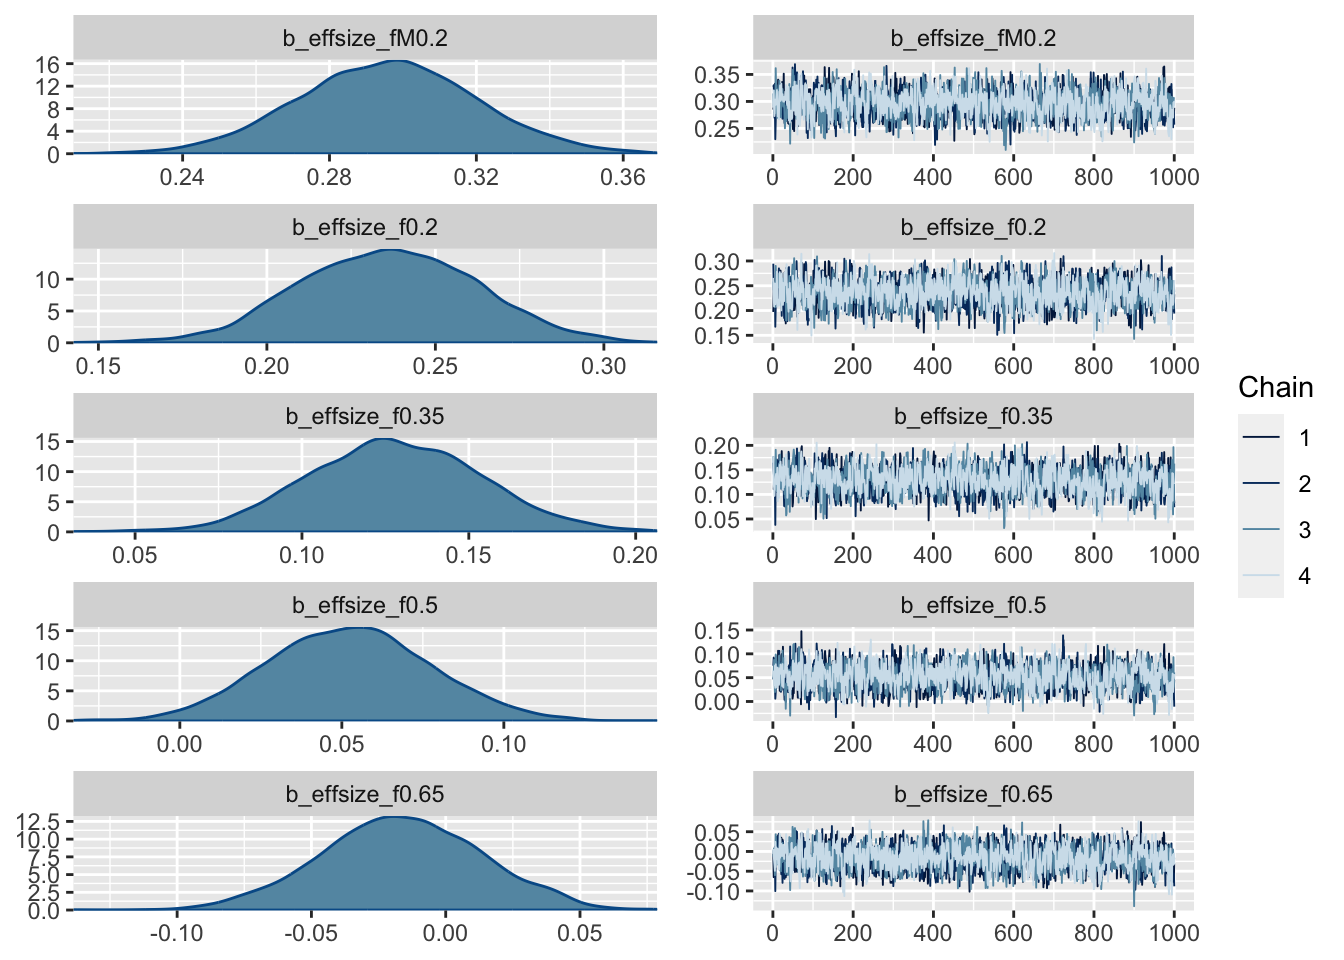 b_effsize_fM0.2
16
12
8
4
0
0.24 0.28 0.32 0.36
b_effsize_fM0.2
0.35
0.30
0.25
0 200 400 600 800 1000
b_effsize_f0.2
10
5
0
0.15 0.20 0.25 0.30
b_effsize_f0.2
0.30
0.25
0.20
0.15
0 200 400 600 800 1000
b_effsize_f0.35
15
10
5
0
0.05 0.10 0.15 0.20
b_effsize_f0.35
0.20
0.15
0.10
0.05
0 200 400 600 800 1000
b_effsize_f0.5
15
10
5
0
0.00 0.05 0.10
b_effsize_f0.5
0.15
0.10
0.05
0.00
0 200 400 600 800 1000
b_effsize_f0.65
12.5
10.0
7.5
5.0
2.5
0.0
-0.10 -0.05 0.00 0.05
b_effsize_f0.65
0.05
0.00
-0.05
-0.10
0 200 400 600 800 1000
Chain
1
2
3
4